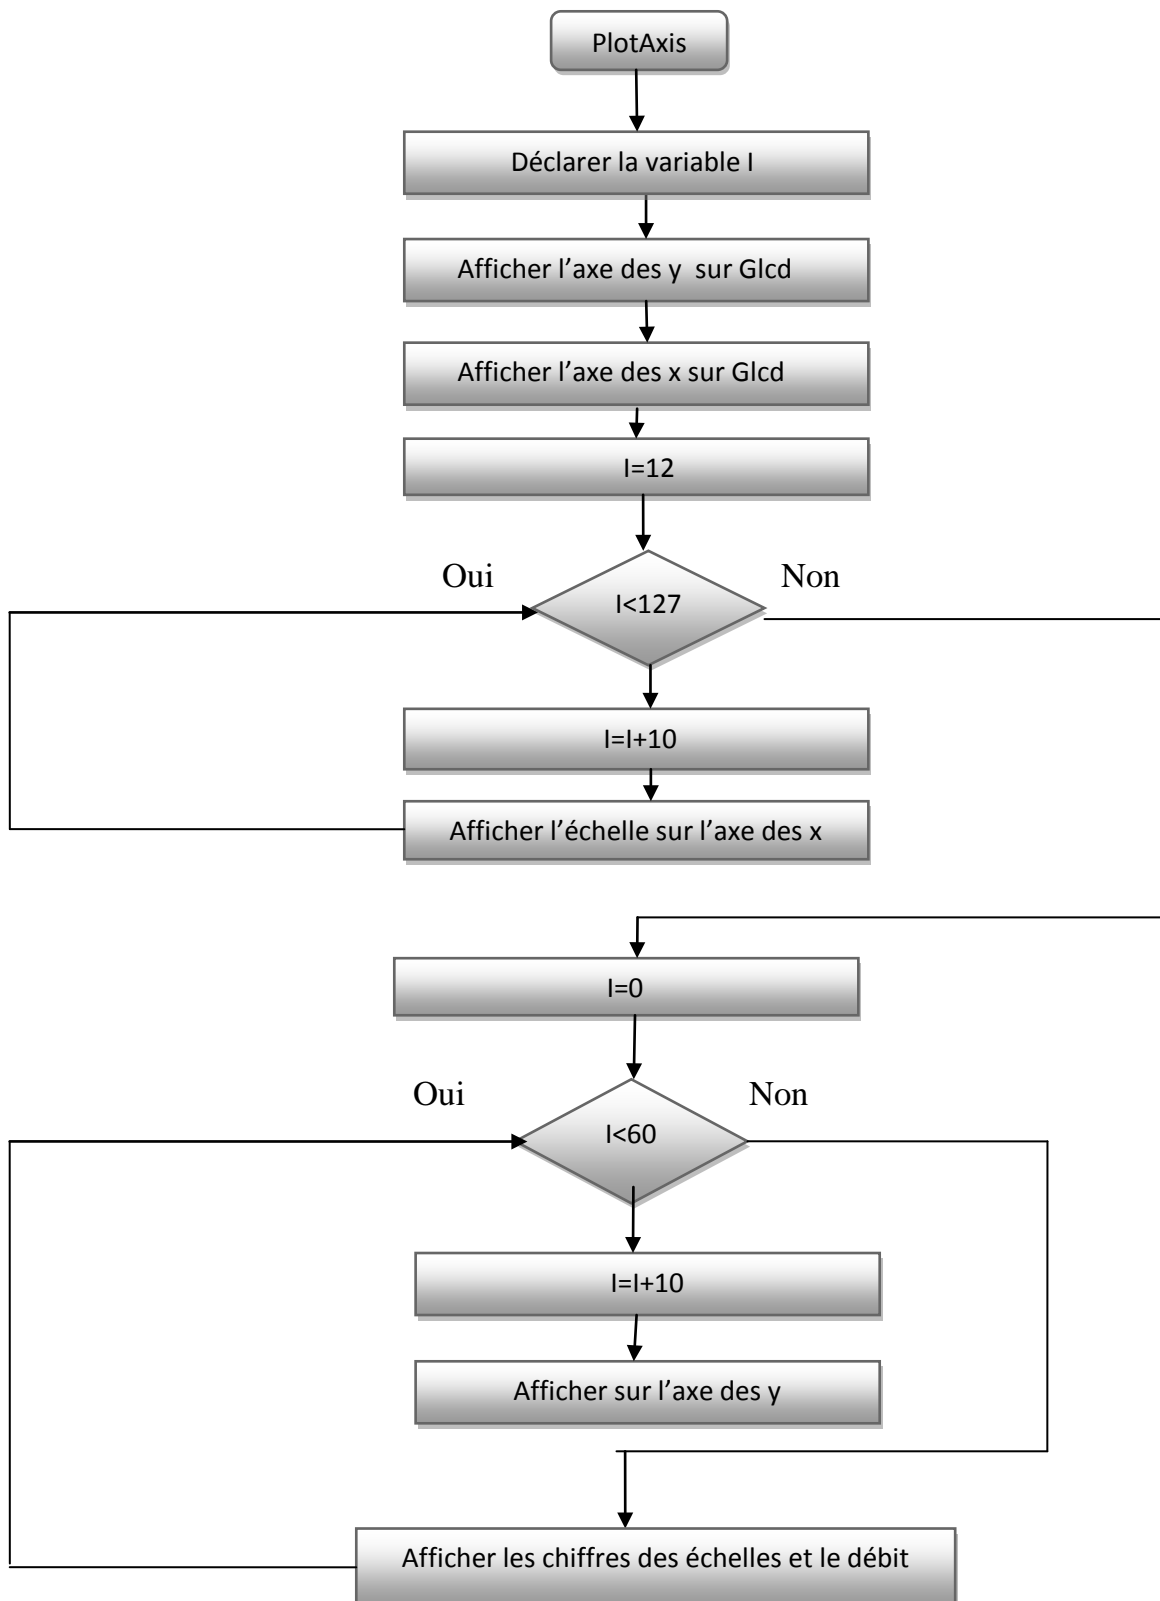 PlotAxis
Déclarer la variable I
Afficher l’axe des y sur Glcd
Afficher l’axe des x sur Glcd
I=12
Oui
Non
I<127
I=I+10
Afficher l’échelle sur l’axe des x
I=0
Oui
Non
I<60
I=I+10
Afficher sur l’axe des y
Afficher les chiffres des échelles et le débit